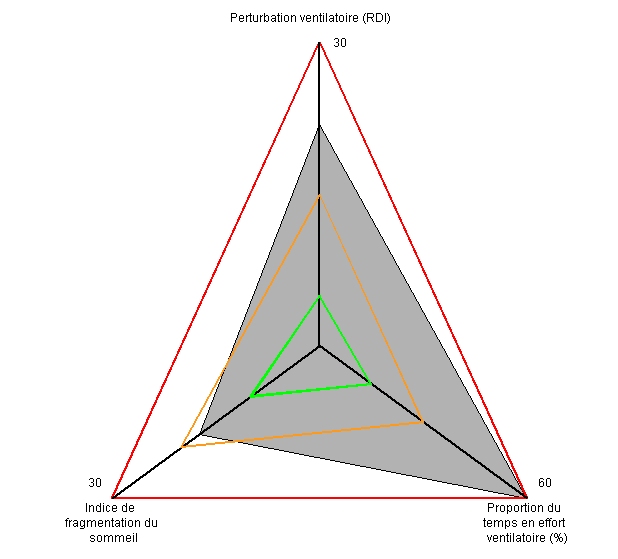 Perturbation ventilatoire (RDI)
30
30
60
Indice de
fragmentation du
sommeil
Proportion du
temps en effort
ventilatoire (%)